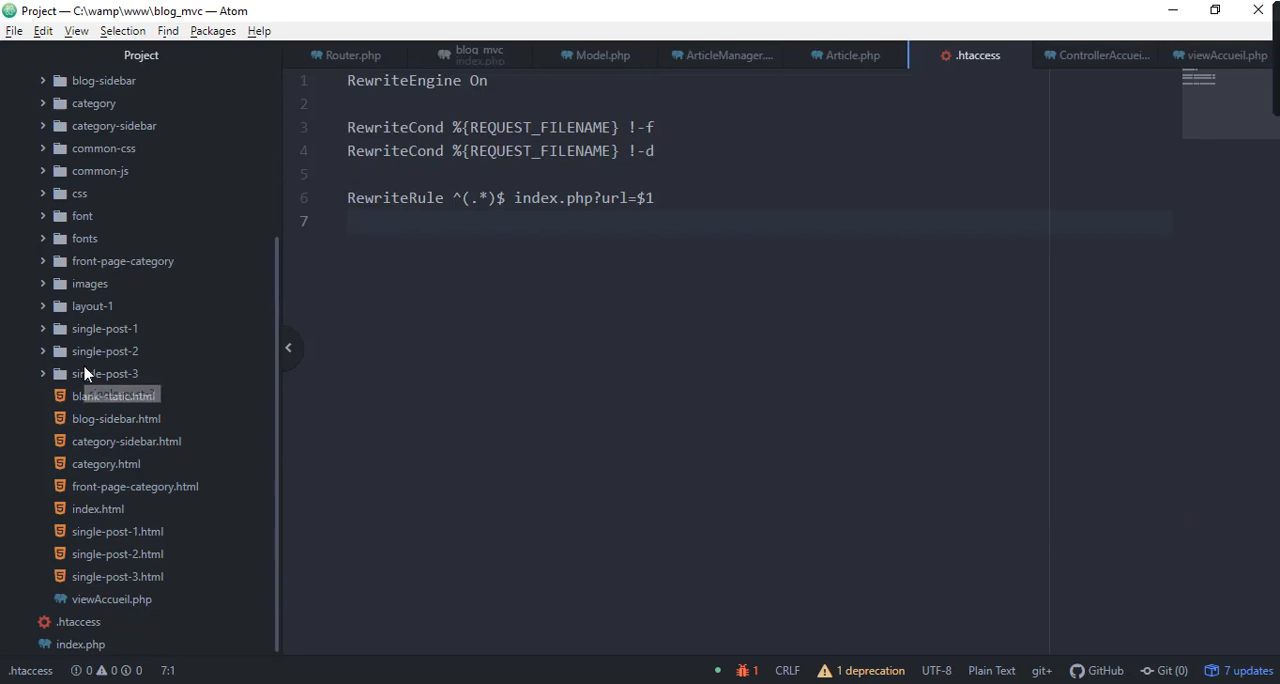 Project — C:\wamp\www\blog_mvc — Atom
File Edit View Selection Find Packages Help
Project
Router.php
blog_mvc
index.php
Model.php
ArticleManager....
Article.php
.htaccess
ControllerAccuei...
viewAccueil.php
blog-sidebar
category
category-sidebar
common-css
common-js
css
font
fonts
front-page-category
images
layout-1
single-post-1
single-post-2
single-post-3
blank-static.html
blog-sidebar.html
category-sidebar.html
category.html
front-page-category.html
index.html
single-post-1.html
single-post-2.html
single-post-3.html
viewAccueil.php
.htaccess
index.php
1 RewriteEngine On
2
3 RewriteCond %{REQUEST_FILENAME} !-f
4 RewriteCond %{REQUEST_FILENAME} !-d
5
6 RewriteRule ^(.*)$ index.php?url=$1
7
.htaccess 0 0 0 7:1 1 CRLF 1 deprecation UTF-8 Plain Text git+ GitHub Git (0) 7 updates